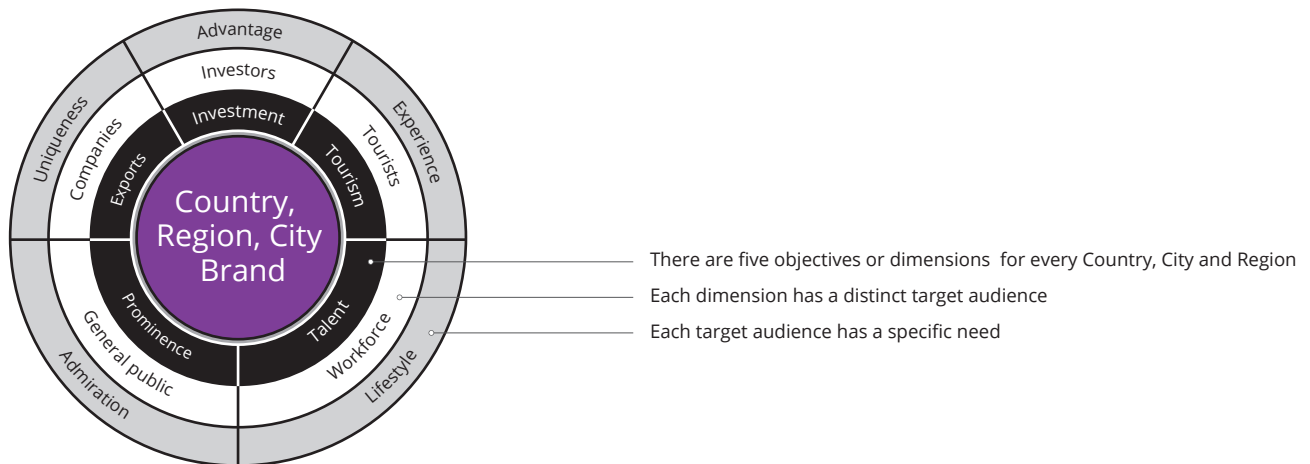 Advantage
Investors
Investment
Uniqueness
Companies
Exports
Experience
Tourists
Tourism
Country,
Region, City
Brand
Prominence
General public
Admiration
Talent
Workforce
Lifestyle
There are five objectives or dimensions for every Country, City and Region
Each dimension has a distinct target audience
Each target audience has a specific need